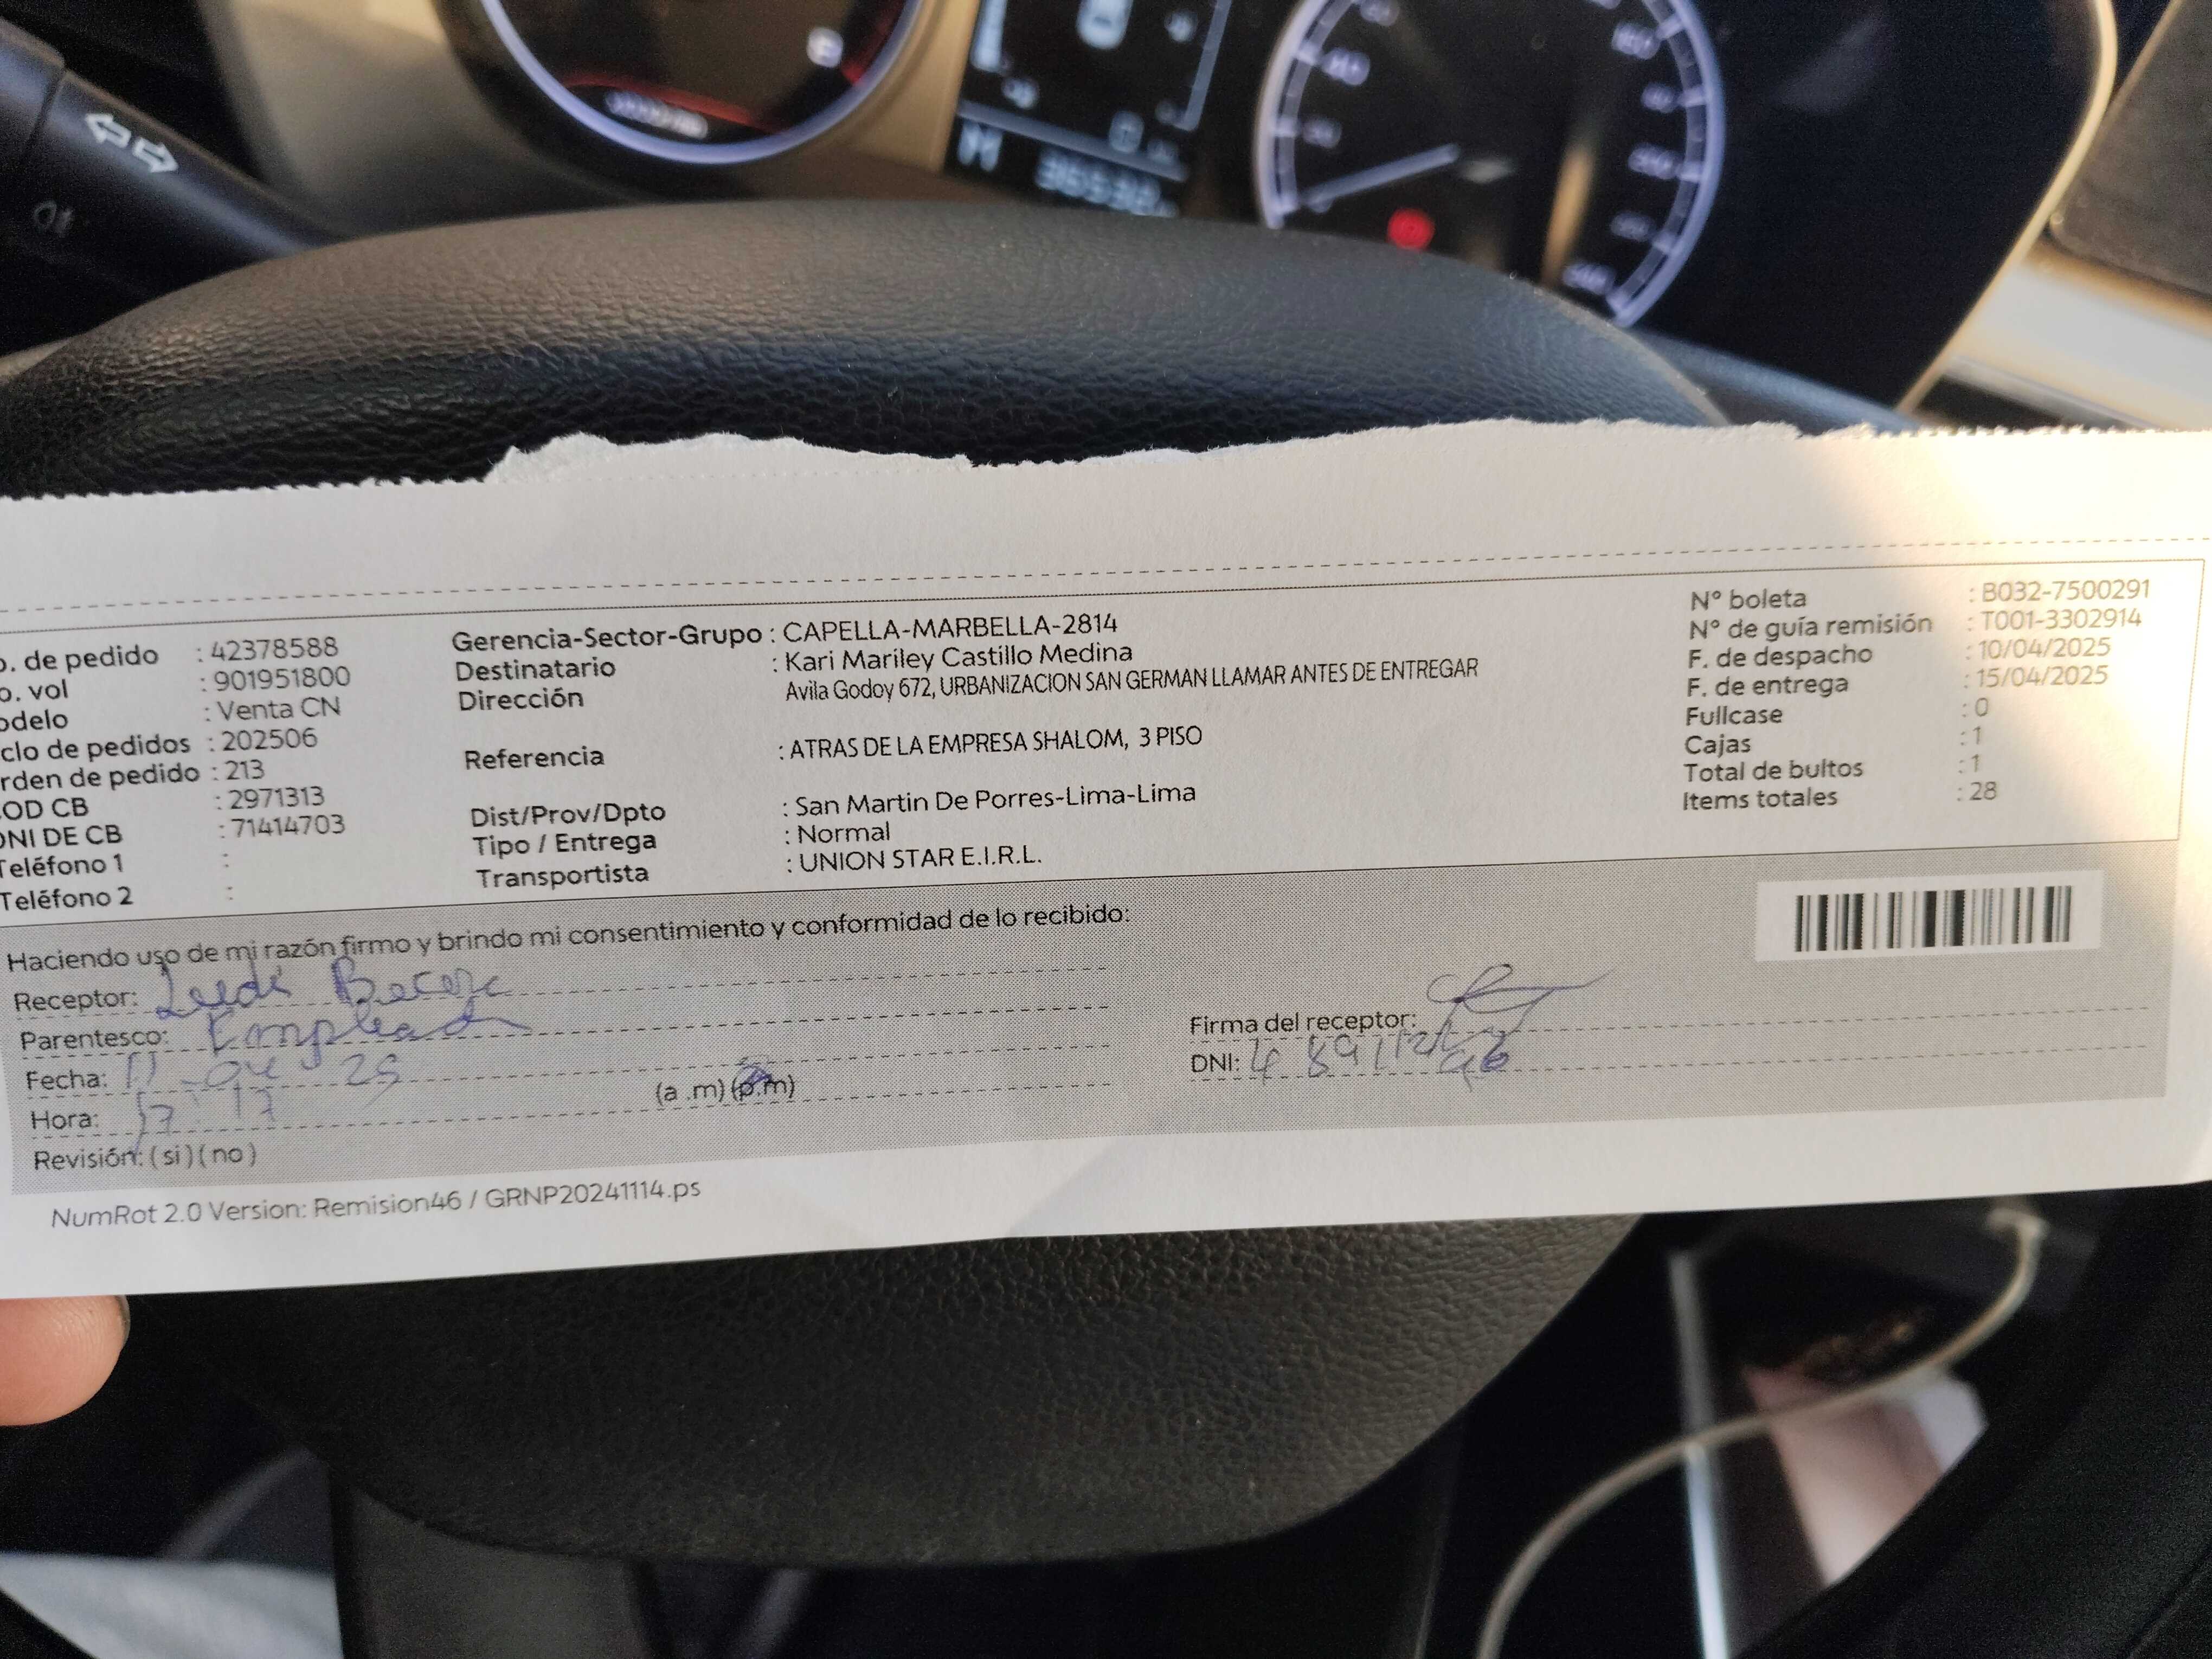 o. de pedido : 42378588
o. vol : 901951800
odelo : Venta CN
clo de pedidos : 202506
rden de pedido : 213
OD CB : 2971313
NI DE CB : 71414703
Teléfono 1 :
Teléfono 2 :
Gerencia-Sector-Grupo : CAPELLA-MARBELLA-2814
Destinatario : Kari Mariley Castillo Medina
Dirección Avila Godoy 672, URBANIZACION SAN GERMAN LLAMAR ANTES DE ENTREGAR
Referencia : ATRAS DE LA EMPRESA SHALOM, 3 PISO
Dist/Prov/Dpto : San Martin De Porres-Lima-Lima
Tipo / Entrega : Normal
Transportista : UNION STAR E.I.R.L.
N° boleta : B032-7500291
N° de guía remisión : T001-3302914
F. de despacho : 10/04/2025
F. de entrega : 15/04/2025
Fullcase : 0
Cajas : 1
Total de bultos : 1
Items totales : 28
Haciendo uso de mi razón firmo y brindo mi consentimiento y conformidad de lo recibido:
Receptor:
Parentesco: Empleada
Fecha: 11-04-25
Hora: 17:17 (a .m) (p.m)
Revisión: (si) (no)
Firma del receptor:
DNI:
NumRot 2.0 Version: Remision46 / GRNP20241114.ps